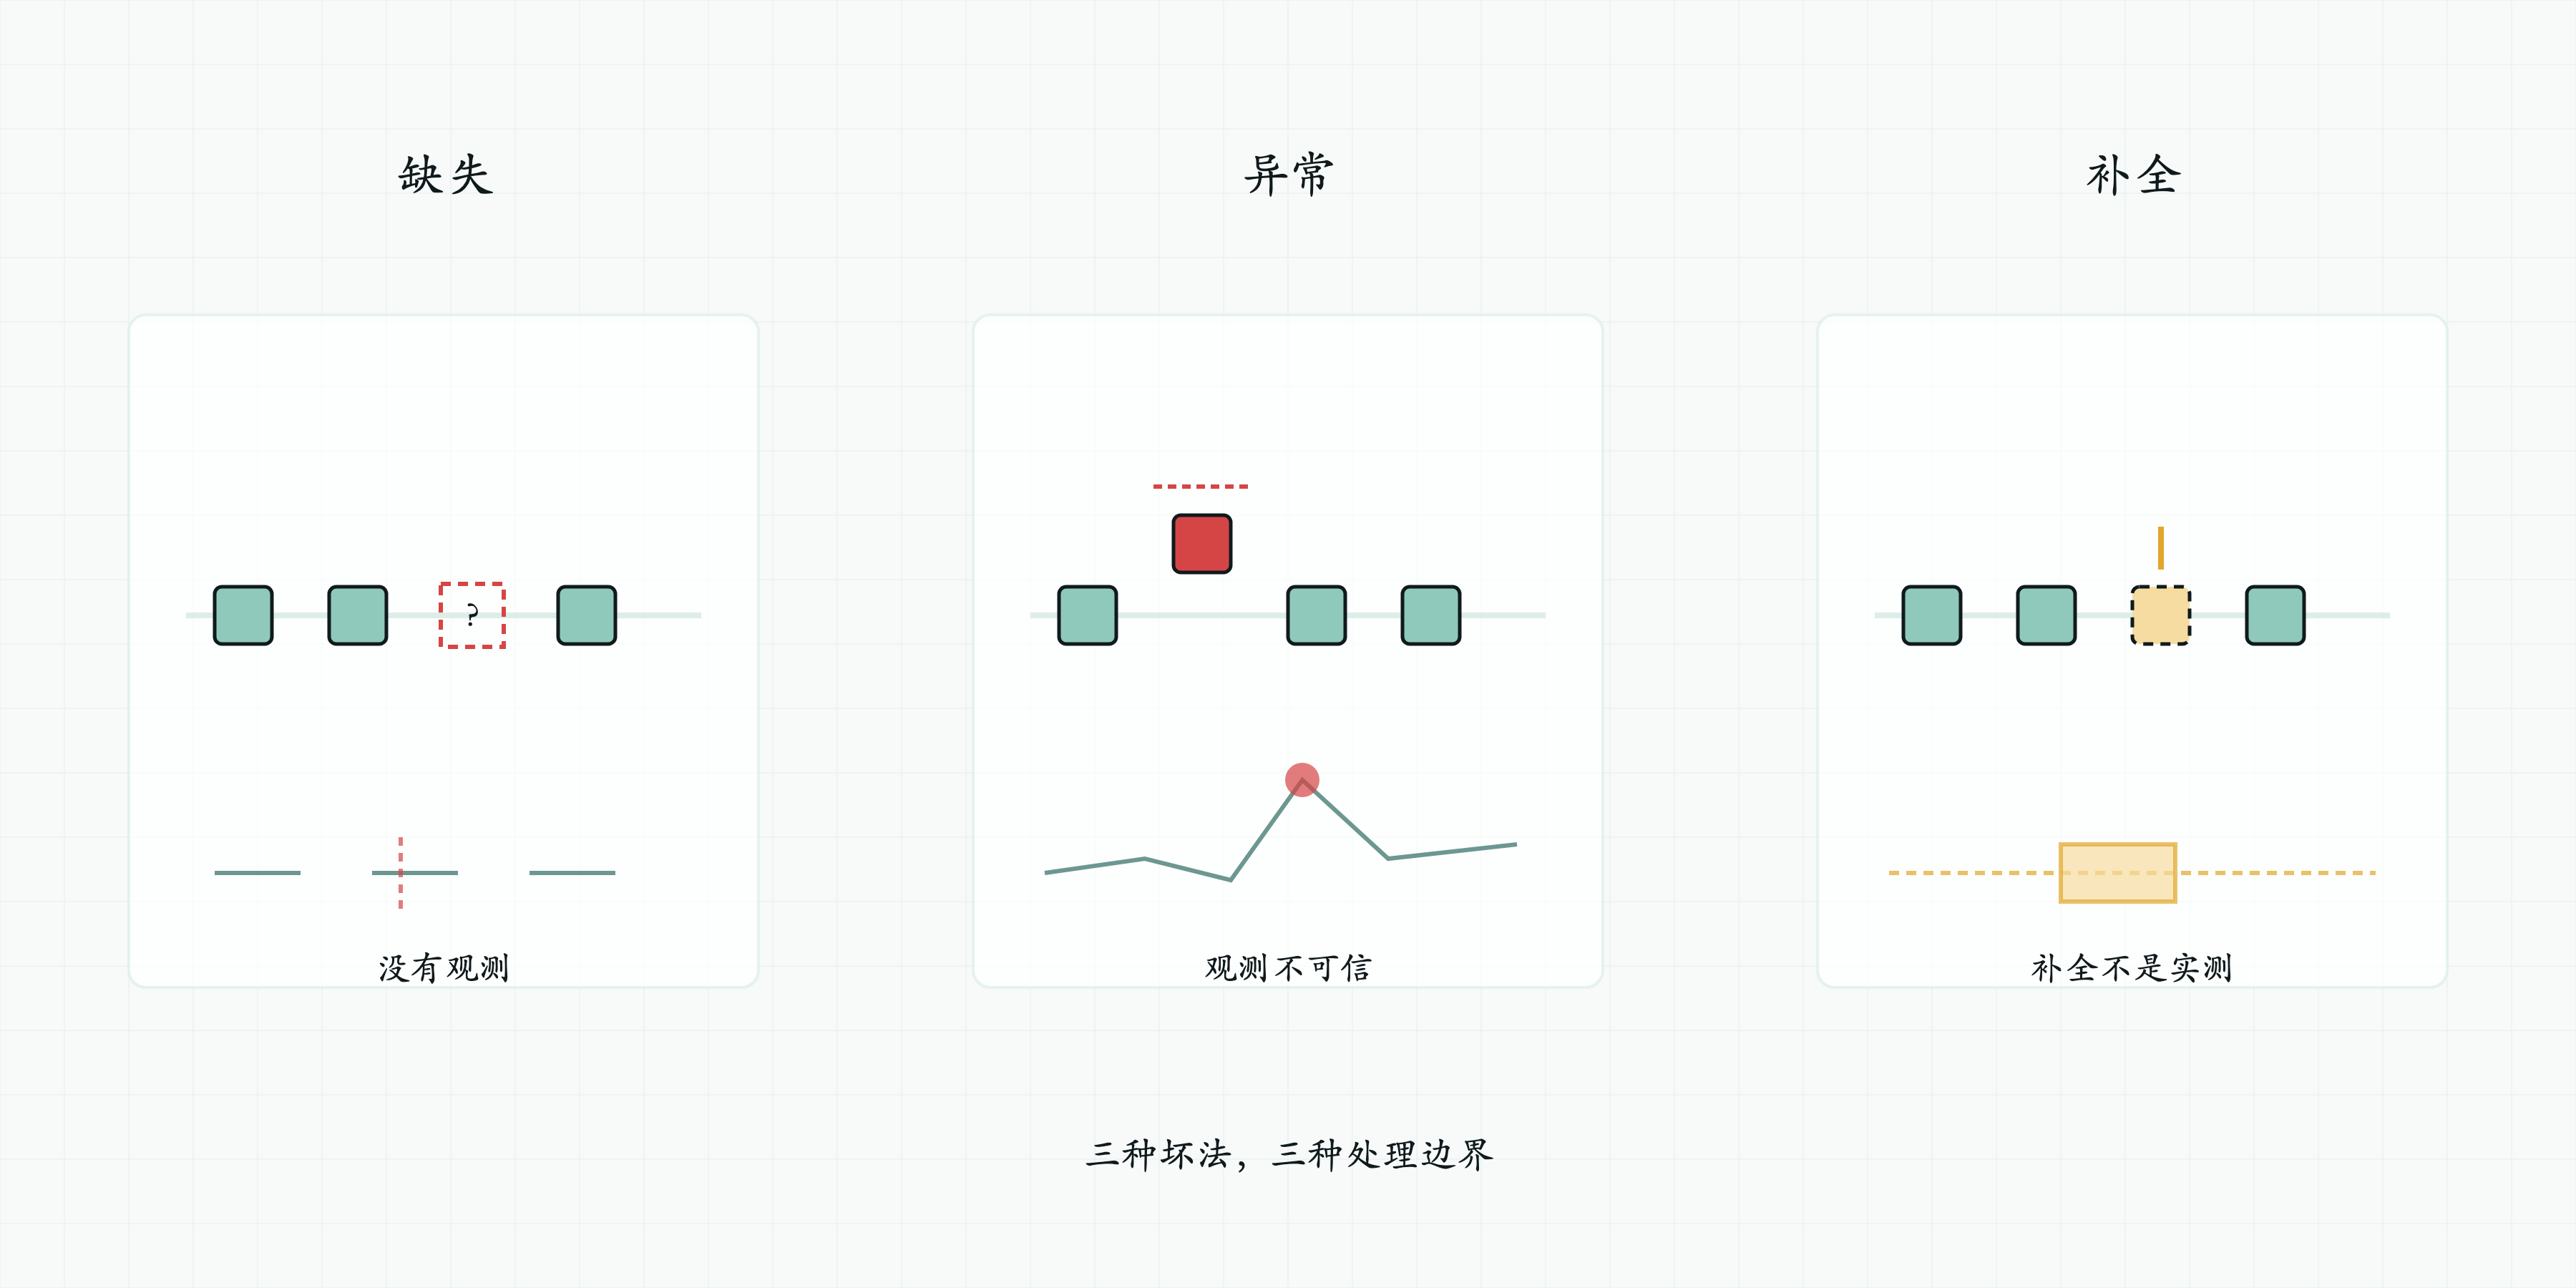 缺失
异常
补全
?
没有观测
观测不可信
补全不是实测
三种坏法，三种处理边界